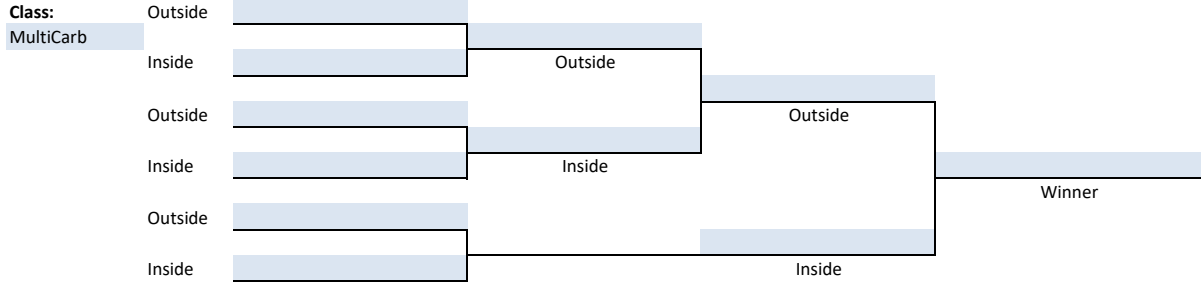 Class: Outside
MultiCarb
Inside Outside
Outside Outside
Inside Inside
Winner
Outside
Inside Inside